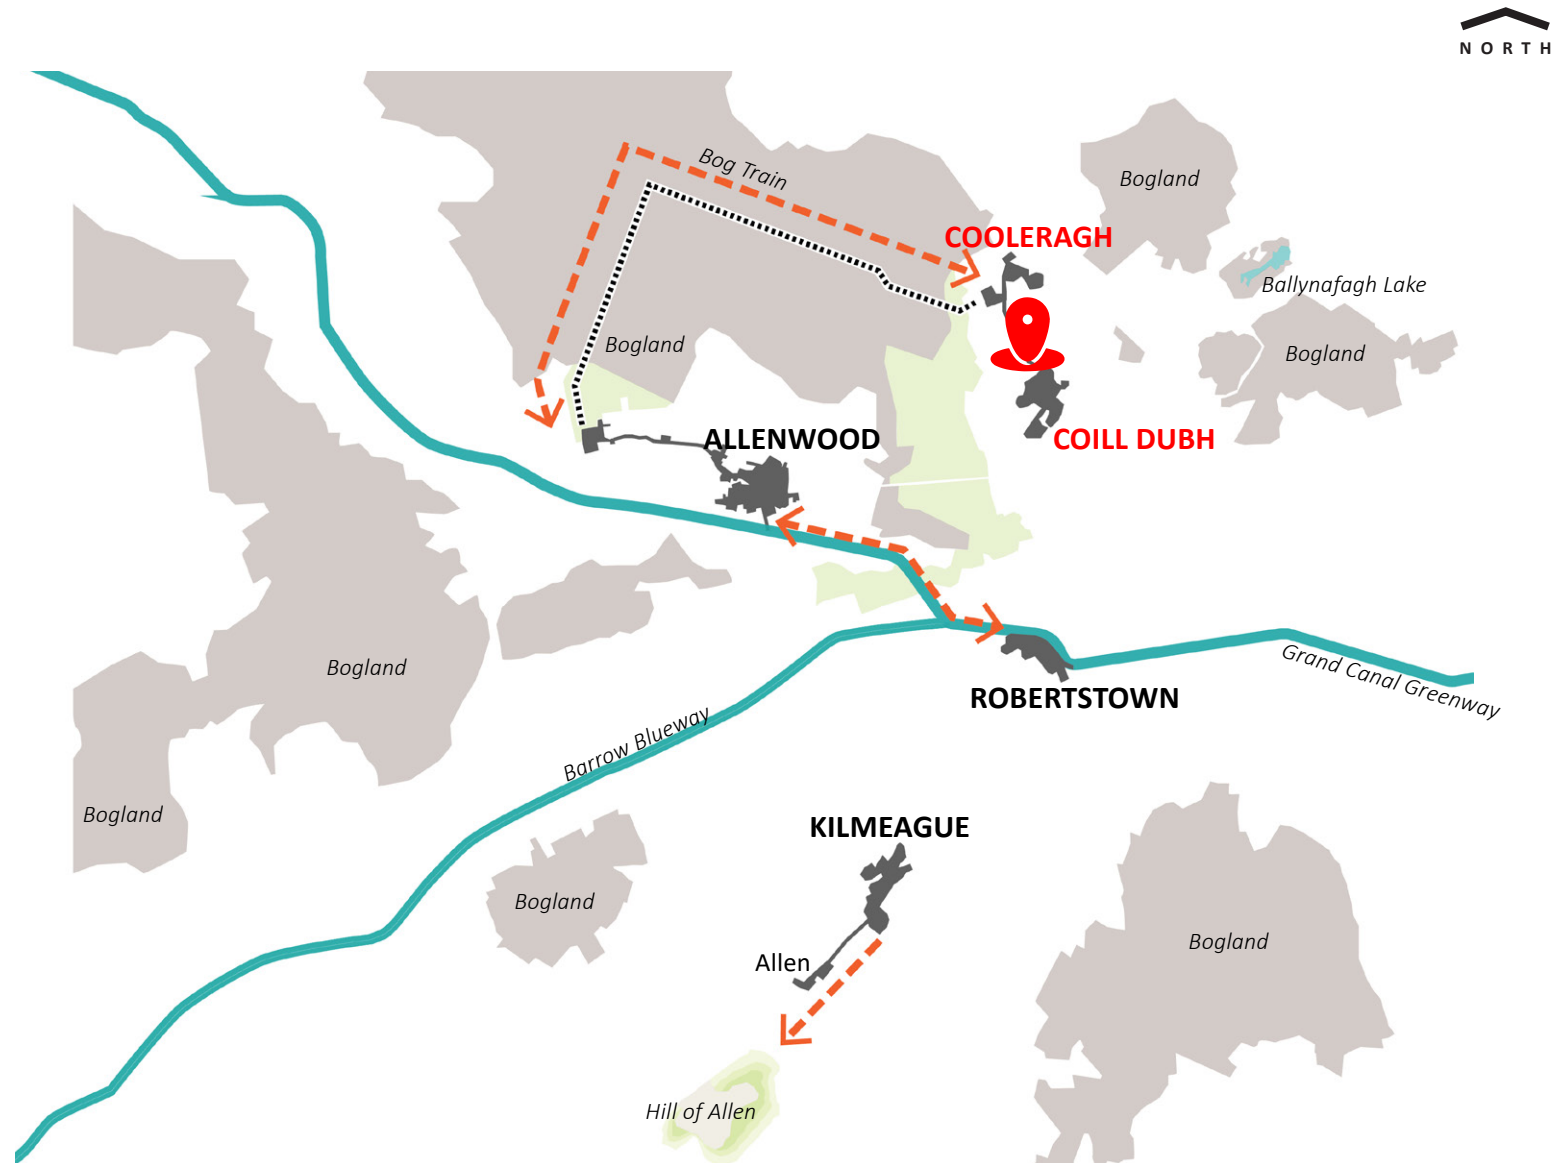 NORTH
Bog Train
Bogland
COOLERAGH
Ballynafagh Lake
Bogland
Bogland
ALLENWOOD
COILL DUBH
Bogland
Grand Canal Greenway
ROBERTSTOWN
Barrow Blueway
Bogland
KILMEAGUE
Bogland
Bogland
Allen
Hill of Allen